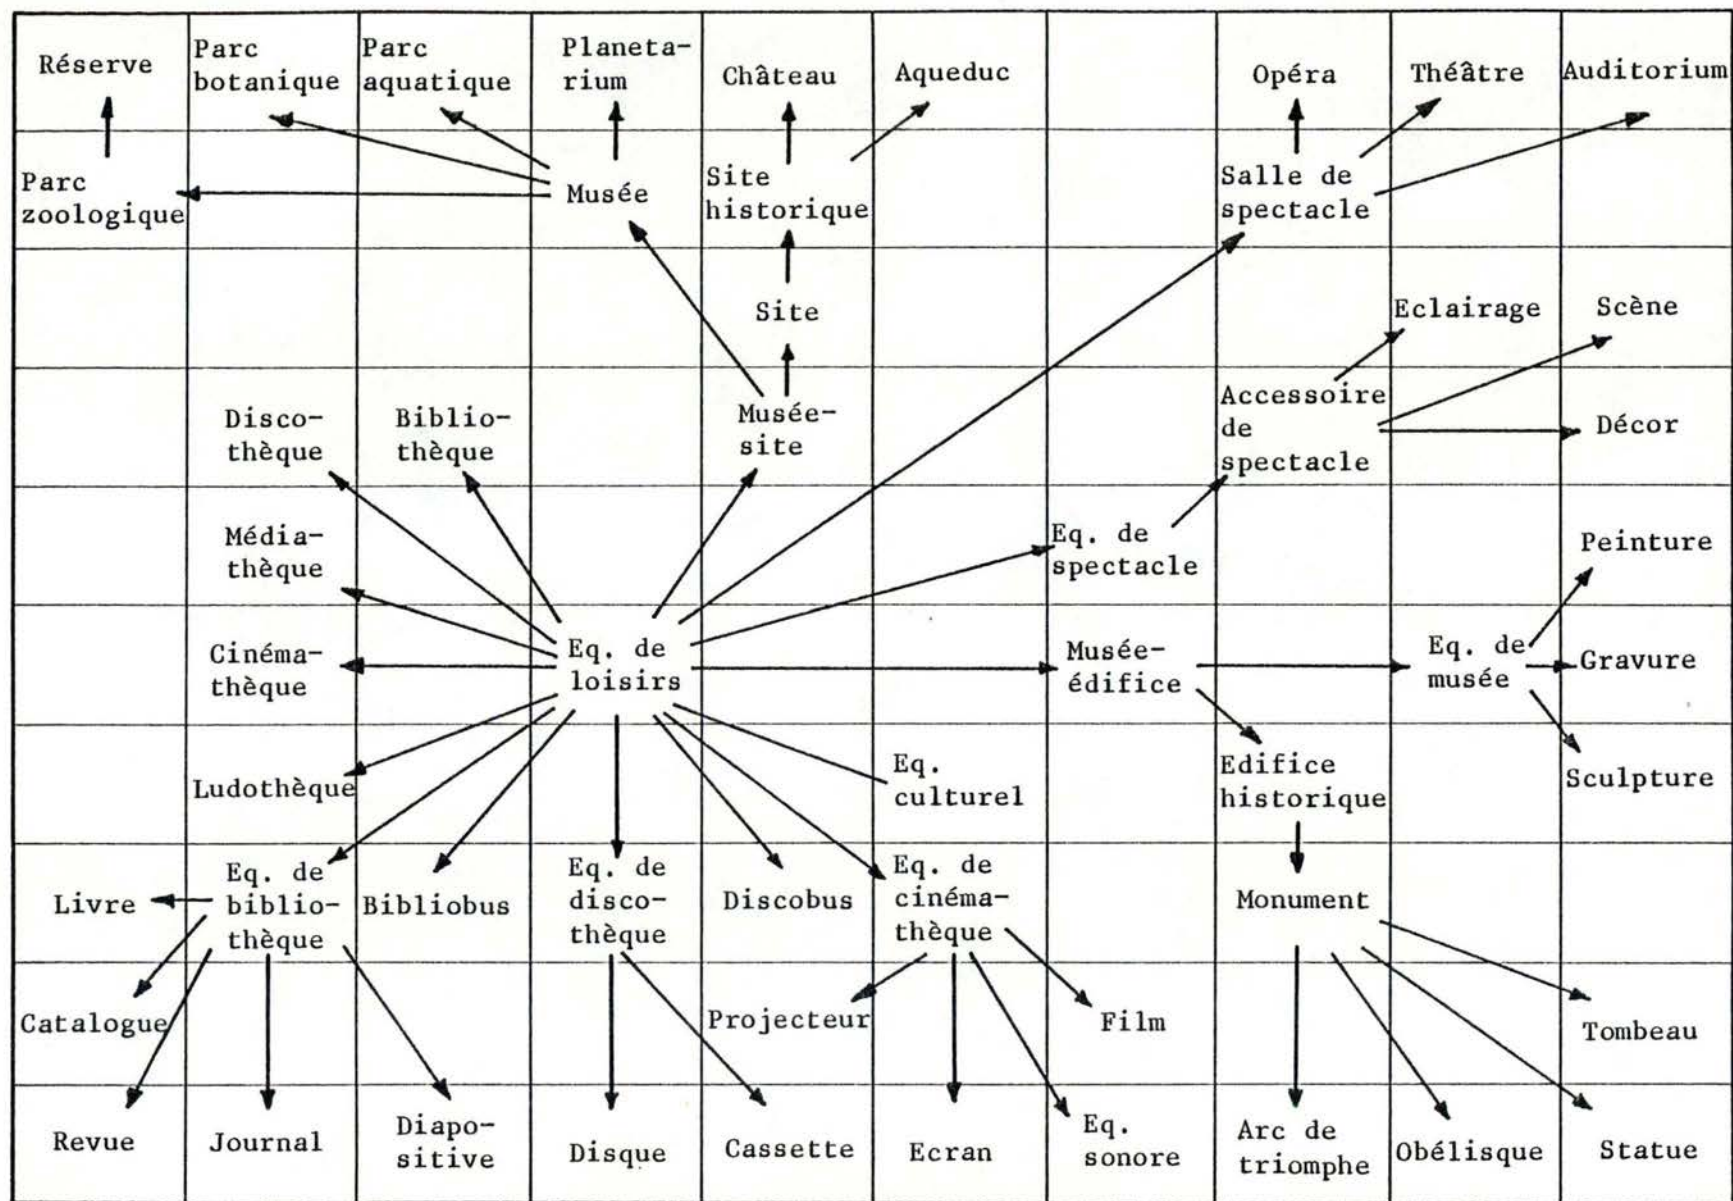 Réserve
Parc
botanique
Parc
aquatique
Planeta-
rium
Château
Aqueduc
Opéra
Théâtre
Auditorium
Parc
zoologique
Musée
Site
historique
Salle de
spectacle
Site
Eclairage
Scène
Disco-
thèque
Biblio-
thèque
Musée-
site
Accessoire
de
spectacle
Décor
Média-
thèque
Eq. de
spectacle
Peinture
Cinéma-
thèque
Eq. de
loisirs
Musée-
édifice
Eq. de
musée
Gravure
Ludothèque
Eq.
culturel
Edifice
historique
Sculpture
Livre
Eq. de
biblio-
thèque
Bibliobus
Eq. de
disco-
thèque
Discobus
Eq. de
cinéma-
thèque
Monument
Catalogue
Projecteur
Film
Tombeau
Revue
Journal
Diapo-
sitive
Disque
Cassette
Ecran
Eq.
sonore
Arc de
triomphe
Obélisque
Statue